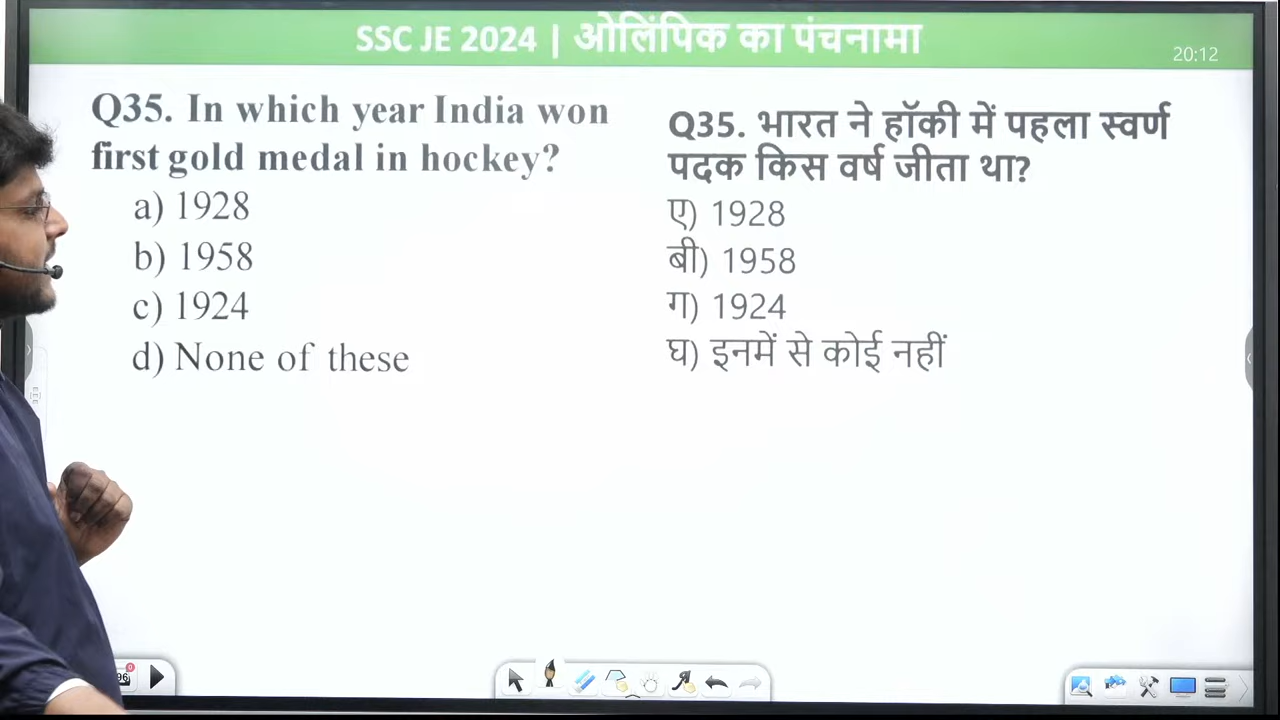 SSC JE 2024 | ओलिंपिक का पंचनामा
20:12
Q35. In which year India won
first gold medal in hockey?
a) 1928
b) 1958
c) 1924
d) None of these
Q35. भारत ने हॉकी में पहला स्वर्ण
पदक किस वर्ष जीता था?
ए) 1928
बी) 1958
ग) 1924
घ) इनमें से कोई नहीं